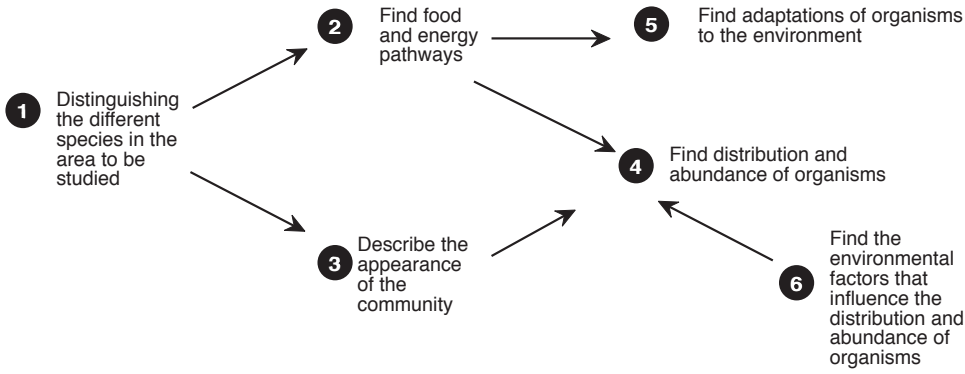 1
Distinguishing
the different
species in the
area to be
studied
2
Find food
and energy
pathways
3
Describe the
appearance
of the
community
5
Find adaptations of organisms
to the environment
4
Find distribution and
abundance of organisms
6
Find the
environmental
factors that
influence the
distribution and
abundance of
organisms